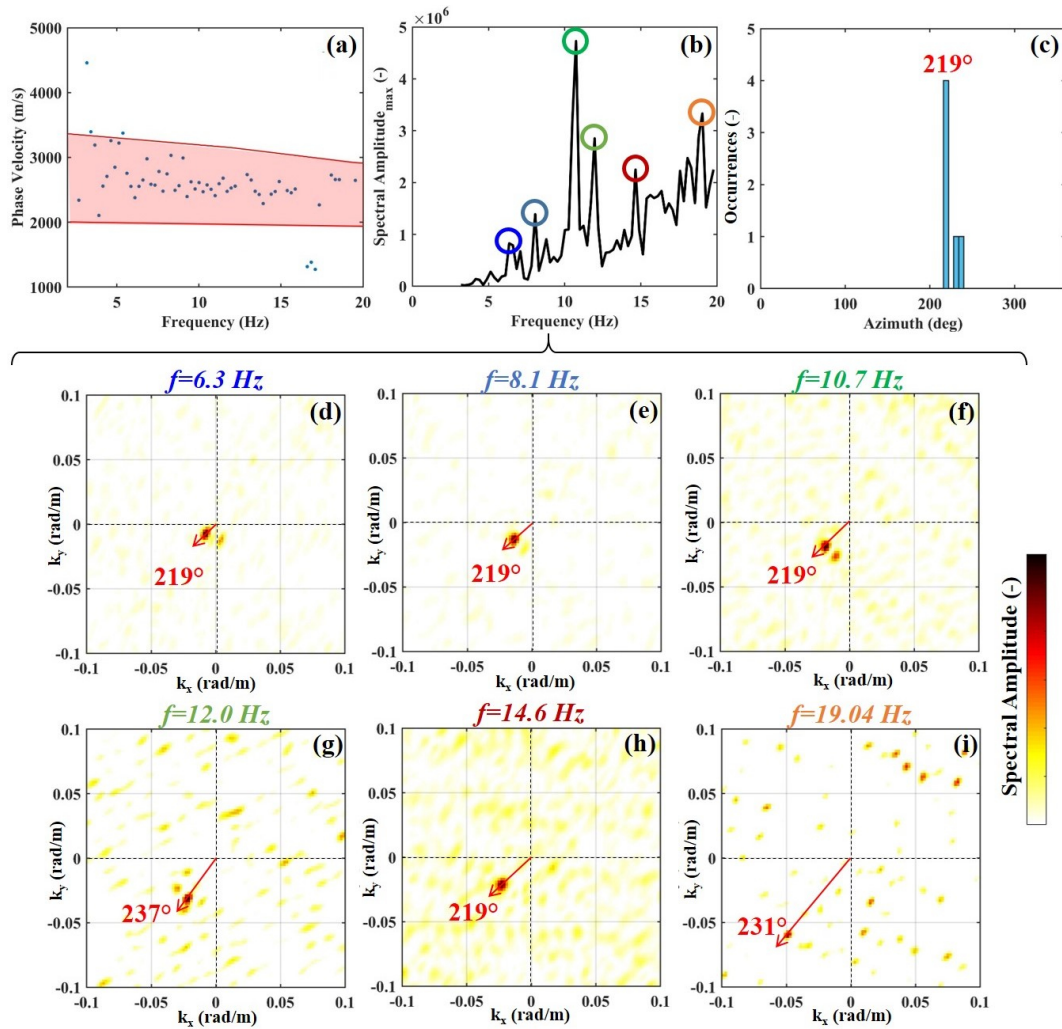 (a)
5000
4000
3000
2000
1000
Phase Velocity (m/s)
5
10
15
20
Frequency (Hz)
× 10⁶
(b)
5
4
3
2
1
0
Spectral Amplitude_max (-)
5
10
15
20
Frequency (Hz)
(c)
219°
5
4
3
2
1
0
Occurrences (-)
0
100
200
300
Azimuth (deg)
f=6.3 Hz
(d)
0.1
0.05
0
-0.05
-0.1
k_y (rad/m)
219°
-0.1
-0.05
0
0.05
0.1
k_x (rad/m)
f=8.1 Hz
(e)
0.1
0.05
0
-0.05
-0.1
k_y (rad/m)
219°
-0.1
-0.05
0
0.05
0.1
k_x (rad/m)
f=10.7 Hz
(f)
0.1
0.05
0
-0.05
-0.1
k_y (rad/m)
219°
-0.1
-0.05
0
0.05
0.1
k_x (rad/m)
Spectral Amplitude (-)
f=12.0 Hz
(g)
0.1
0.05
0
-0.05
-0.1
k_y (rad/m)
237°
-0.1
-0.05
0
0.05
0.1
k_x (rad/m)
f=14.6 Hz
(h)
0.1
0.05
0
-0.05
-0.1
k_y (rad/m)
219°
-0.1
-0.05
0
0.05
0.1
k_x (rad/m)
f=19.04 Hz
(i)
0.1
0.05
0
-0.05
-0.1
k_y (rad/m)
231°
-0.1
-0.05
0
0.05
0.1
k_x (rad/m)